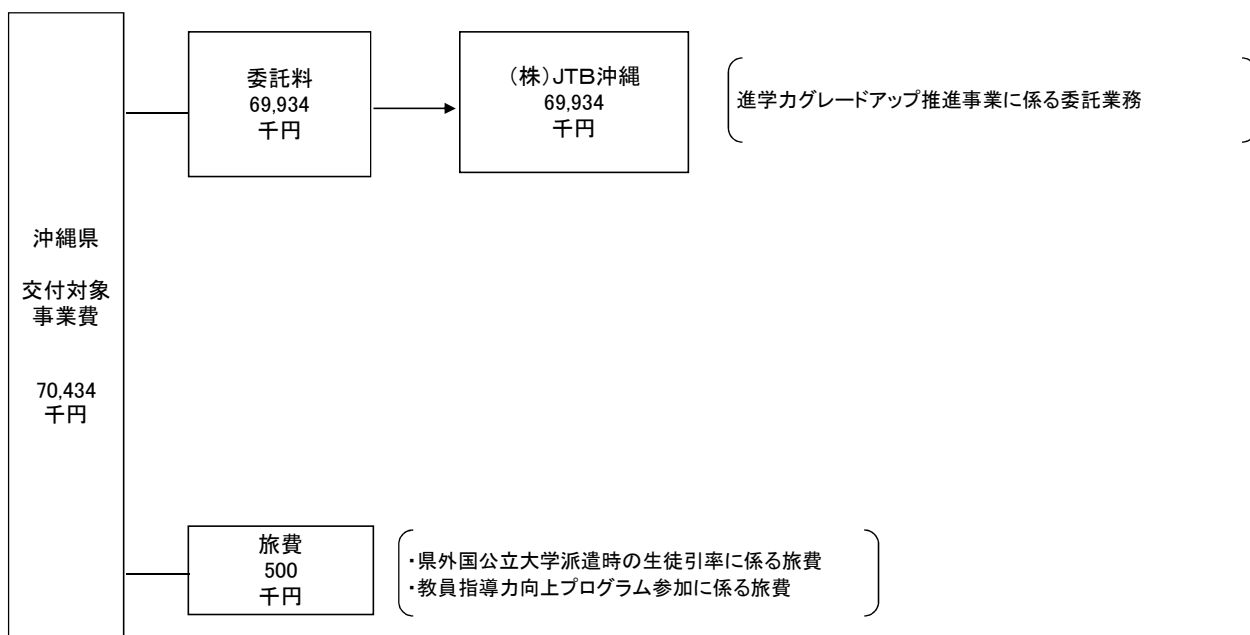 沖縄県
交付対象
事業費
70,434
千円
委託料
69,934
千円
(株)JTB沖縄
69,934
千円
進学力グレードアップ推進事業に係る委託業務
旅費
500
千円
・県外国公立大学派遣時の生徒引率に係る旅費
・教員指導力向上プログラム参加に係る旅費